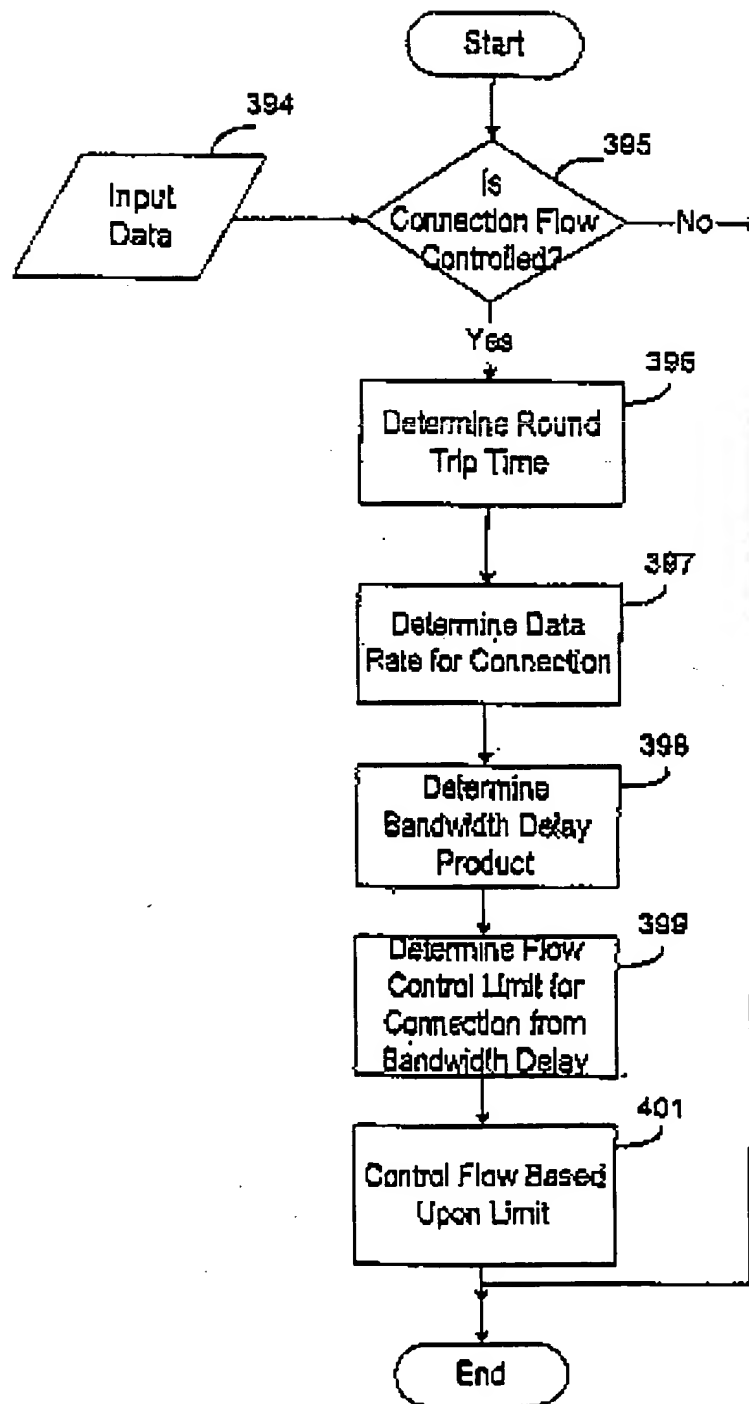 Start
394
Input
Data
395
Is
Connection Flow
Controlled?
No
Yes
396
Determine Round
Trip Time
397
Determine Data
Rate for Connection
398
Determine
Bandwidth Delay
Product
399
Determine Flow
Control Limit for
Connection from
Bandwidth Delay
401
Control Flow Based
Upon Limit
End